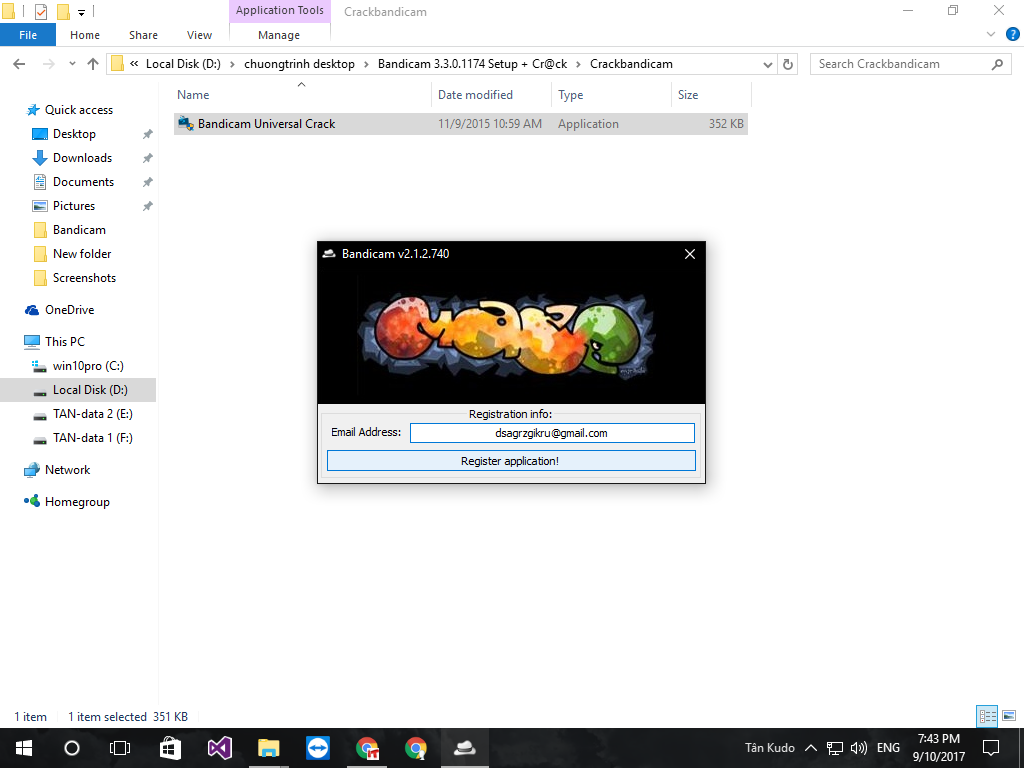 Application Tools
Crackbandicam
File
Home
Share
View
Manage
« Local Disk (D:) › chuongtrinh desktop › Bandicam 3.3.0.1174 Setup + Cr@ck › Crackbandicam
Search Crackbandicam
Name
Date modified
Type
Size
Bandicam Universal Crack
11/9/2015 10:59 AM
Application
352 KB
Quick access
Desktop
Downloads
Documents
Pictures
Bandicam
New folder
Screenshots
OneDrive
This PC
win10pro (C:)
Local Disk (D:)
TAN-data 2 (E:)
TAN-data 1 (F:)
Network
Homegroup
Bandicam v2.1.2.740
Registration info:
Email Address:
dsagrzgikru@gmail.com
Register application!
1 item
1 item selected 351 KB
Tân Kudo
ENG
7:43 PM
9/10/2017